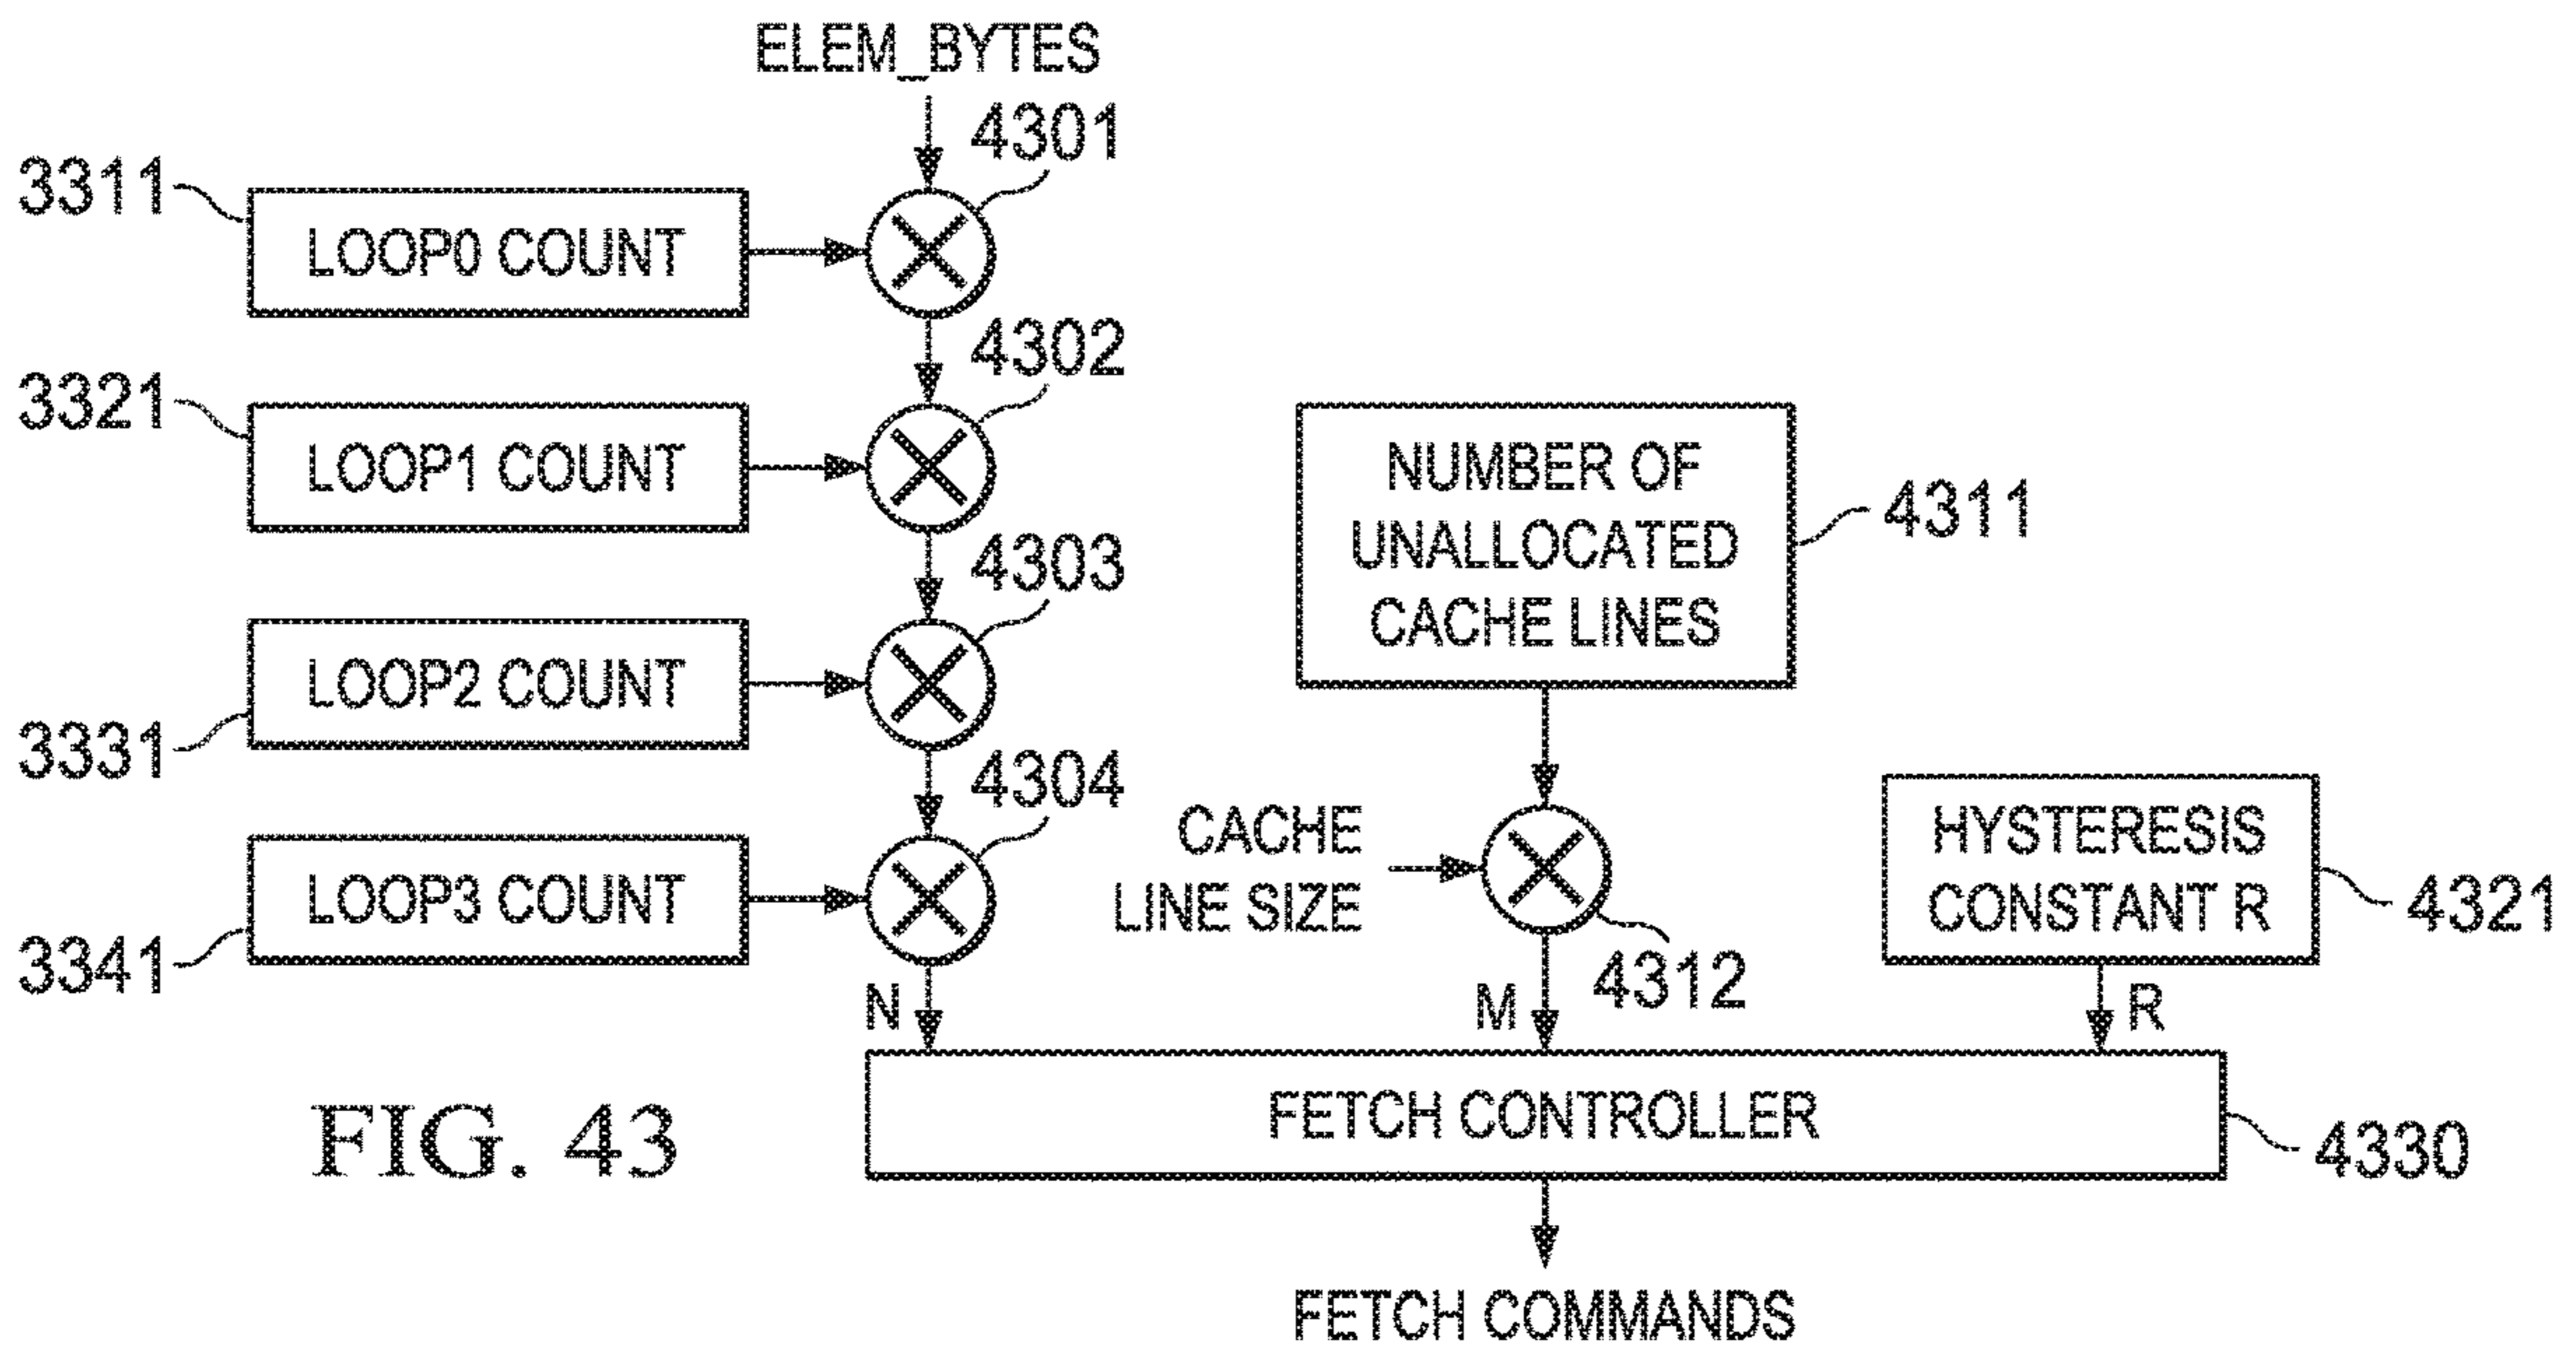 ELEM_BYTES
4301
3311
LOOP0 COUNT
4302
3321
LOOP1 COUNT
NUMBER OF
UNALLOCATED
CACHE LINES
4311
4303
LOOP2 COUNT
3331
4304
CACHE
LINE SIZE
HYSTERESIS
CONSTANT R
4321
LOOP3 COUNT
3341
4312
N
M
R
FETCH CONTROLLER
4330
FIG. 43
FETCH COMMANDS